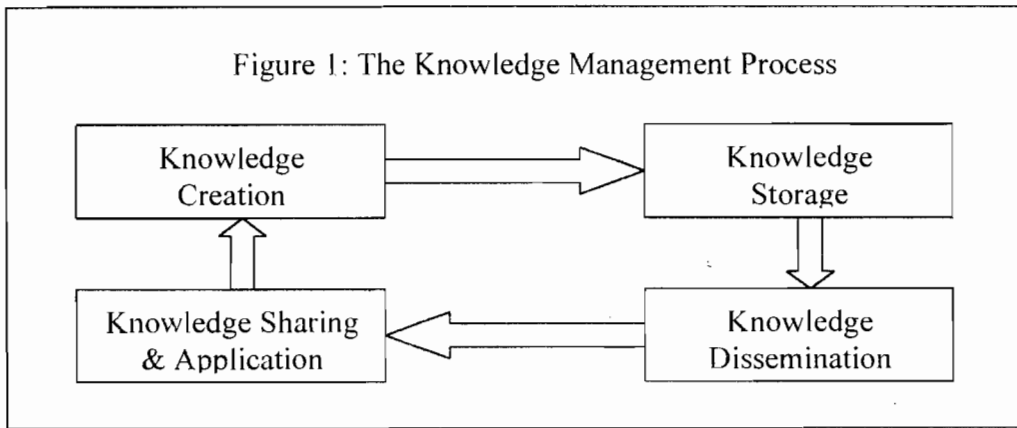 Figure 1: The Knowledge Management Process
Knowledge
Creation
Knowledge
Storage
Knowledge Sharing
& Application
Knowledge
Dissemination